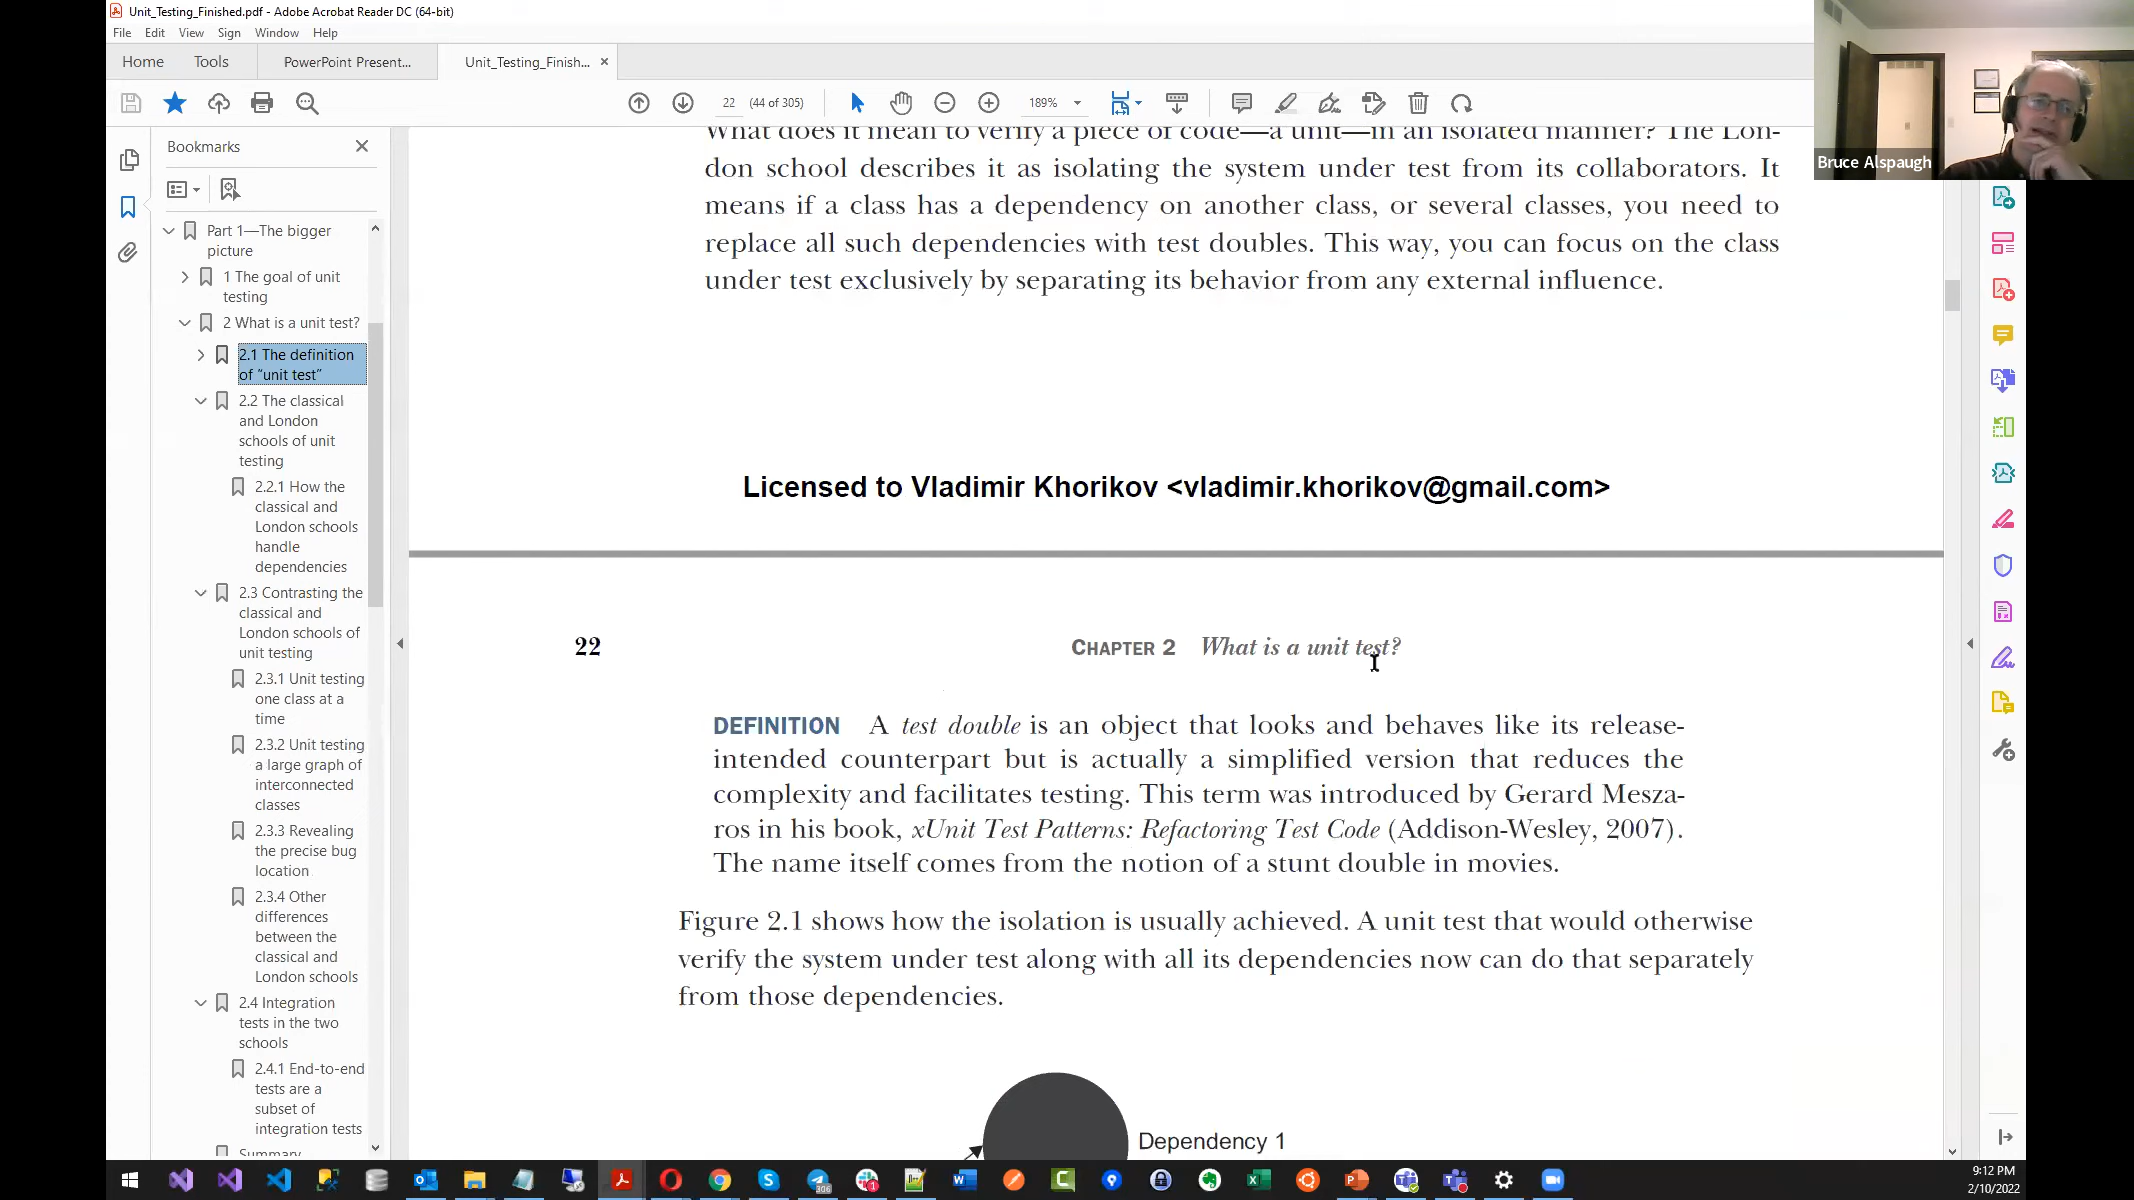 Unit_Testing_Finished.pdf - Adobe Acrobat Reader DC (64-bit)
File Edit View Sign Window Help
Home Tools PowerPoint Present... Unit_Testing_Finish... ×
22 (44 of 305) 189%
Bruce Alspaugh
Bookmarks
Part 1—The bigger
picture
1 The goal of unit
testing
2 What is a unit test?
2.1 The definition
of “unit test”
2.2 The classical
and London
schools of unit
testing
2.2.1 How the
classical and
London schools
handle
dependencies
2.3 Contrasting the
classical and
London schools of
unit testing
2.3.1 Unit testing
one class at a
time
2.3.2 Unit testing
a large graph of
interconnected
classes
2.3.3 Revealing
the precise bug
location
2.3.4 Other
differences
between the
classical and
London schools
2.4 Integration
tests in the two
schools
2.4.1 End-to-end
tests are a
subset of
integration tests
Summary
What does it mean to verify a piece of code—a unit—in an isolated manner? The Lon-
don school describes it as isolating the system under test from its collaborators. It
means if a class has a dependency on another class, or several classes, you need to
replace all such dependencies with test doubles. This way, you can focus on the class
under test exclusively by separating its behavior from any external influence.
Licensed to Vladimir Khorikov <vladimir.khorikov@gmail.com>
22 CHAPTER 2 What is a unit test?
DEFINITION A test double is an object that looks and behaves like its release-
intended counterpart but is actually a simplified version that reduces the
complexity and facilitates testing. This term was introduced by Gerard Mesza-
ros in his book, xUnit Test Patterns: Refactoring Test Code (Addison-Wesley, 2007).
The name itself comes from the notion of a stunt double in movies.
Figure 2.1 shows how the isolation is usually achieved. A unit test that would otherwise
verify the system under test along with all its dependencies now can do that separately
from those dependencies.
Dependency 1
9:12 PM
2/10/2022